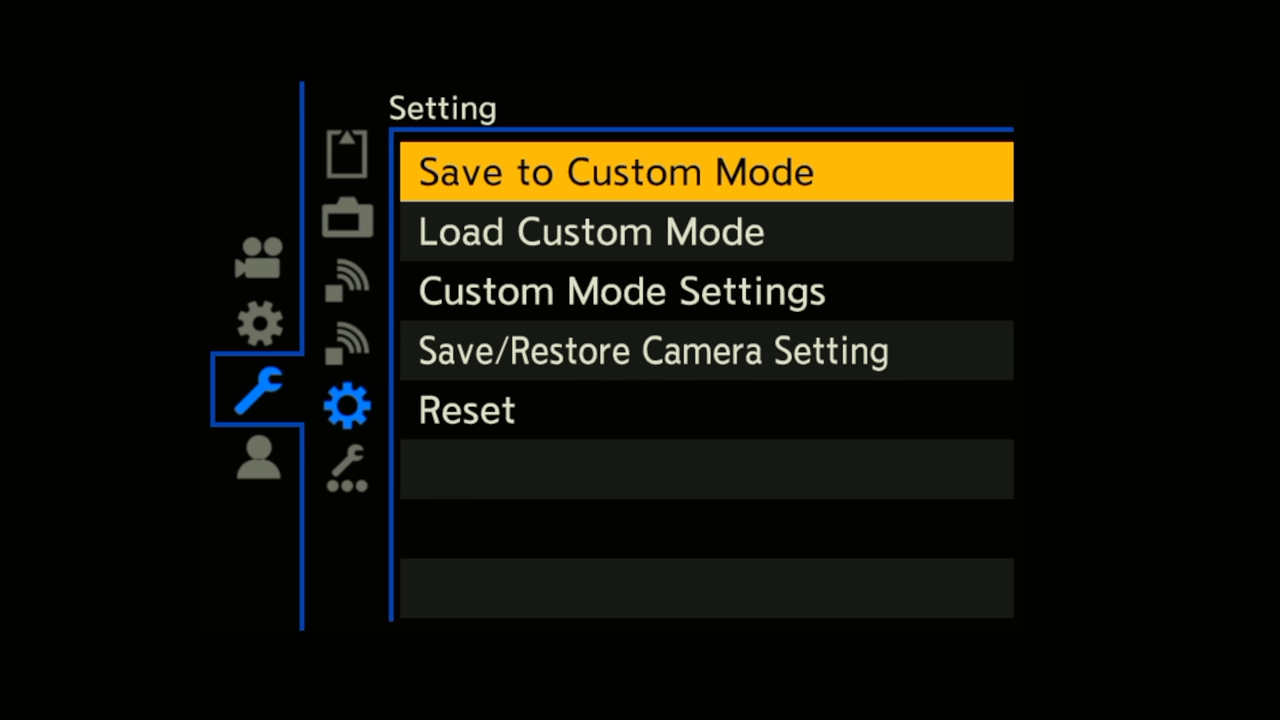 Setting
Save to Custom Mode
Load Custom Mode
Custom Mode Settings
Save/Restore Camera Setting
Reset